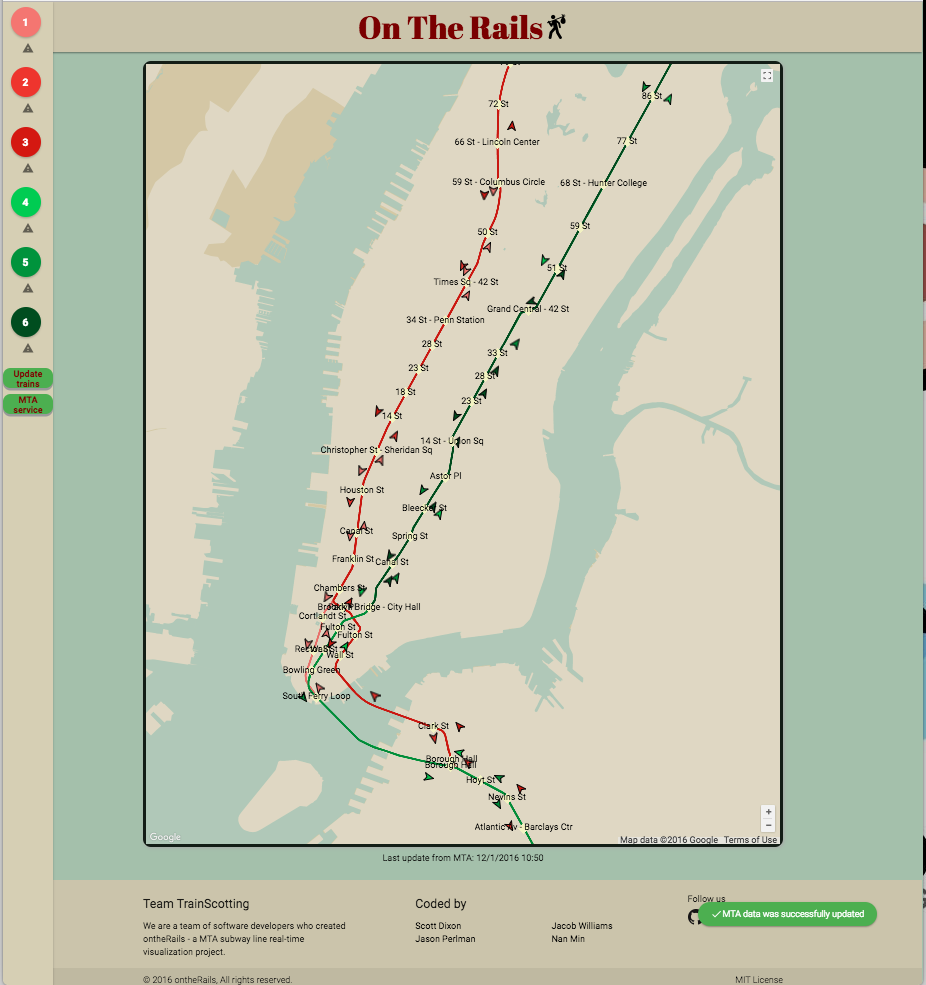 1
On The Rails
2
3
4
5
6
Update
trains
MTA
service
72 St
86 St
66 St - Lincoln Center
77 St
59 St - Columbus Circle
68 St - Hunter College
50 St
59 St
51 St
Times Sq - 42 St
Grand Central - 42 St
34 St - Penn Station
28 St
33 St
23 St
28 St
18 St
23 St
14 St
Christopher St - Sheridan Sq
14 St - Union Sq
Astor Pl
Houston St
Bleecker St
Canal St
Spring St
Franklin St
Canal St
Chambers St
Brooklyn Bridge - City Hall
Cortlandt St
Fulton St
Fulton St
Wall St
Bowling Green
South Ferry Loop
Clark St
Borough Hall
Borough Hall
Hoyt St
Nevins St
Atlantic Av - Barclays Ctr
+
−
Google
Map data ©2016 Google
Terms of Use
Last update from MTA: 12/1/2016 10:50
Team TrainScotting
We are a team of software developers who created
ontheRails - a MTA subway line real-time
visualization project.
Coded by
Scott Dixon
Jacob Williams
Jason Perlman
Nan Min
Follow us
✓MTA data was successfully updated
© 2016 ontheRails, All rights reserved.
MIT License